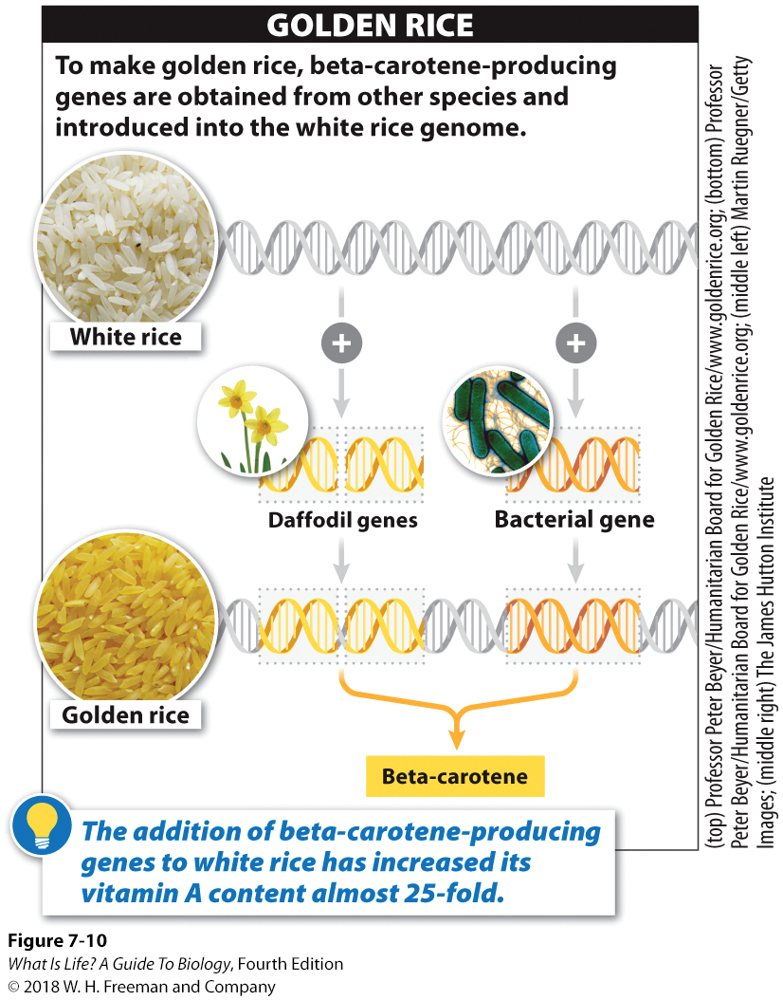 GOLDEN RICE
To make golden rice, beta-carotene-producing
genes are obtained from other species and
introduced into the white rice genome.
White rice
+
+
Daffodil genes
Bacterial gene
Golden rice
Beta-carotene
The addition of beta-carotene-producing
genes to white rice has increased its
vitamin A content almost 25-fold.
(top) Professor Peter Beyer/Humanitarian Board for Golden Rice/www.goldenrice.org; (bottom) Professor
Peter Beyer/Humanitarian Board for Golden Rice/www.goldenrice.org; (middle left) Martin Ruegner/Getty
Images; (middle right) The James Hutton Institute
Figure 7-10
What Is Life? A Guide To Biology, Fourth Edition
© 2018 W. H. Freeman and Company